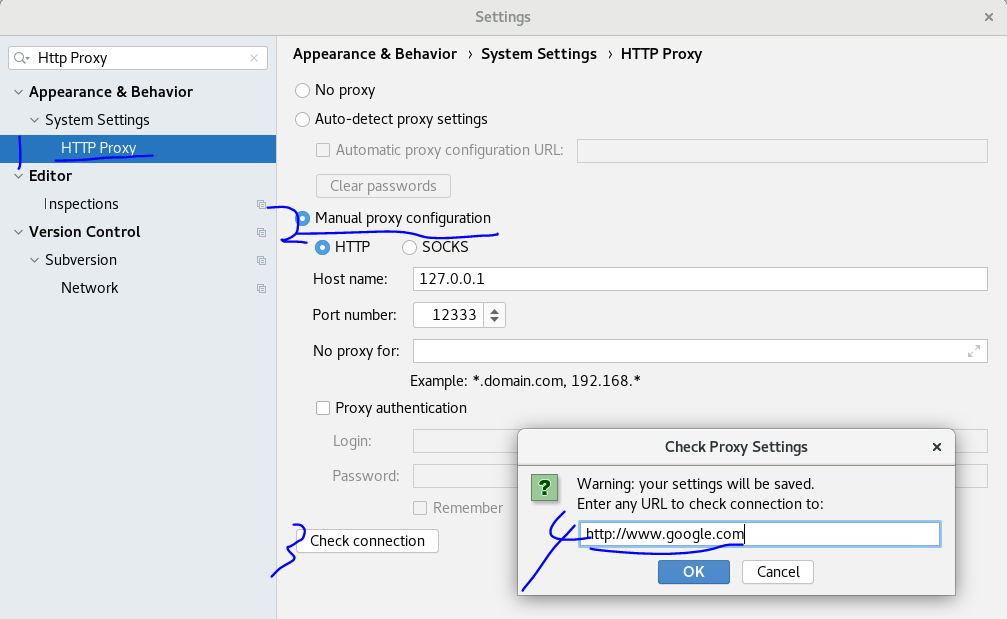 Settings
Http Proxy
Appearance & Behavior
System Settings
HTTP Proxy
Editor
Inspections
Version Control
Subversion
Network
Appearance & Behavior › System Settings › HTTP Proxy
No proxy
Auto-detect proxy settings
Automatic proxy configuration URL:
Clear passwords
2 Manual proxy configuration
HTTP SOCKS
Host name: 127.0.0.1
Port number: 12333
No proxy for:
Example: *.domain.com, 192.168.*
Proxy authentication
Login:
Password:
Remember
3 Check connection
Check Proxy Settings
? Warning: your settings will be saved.
Enter any URL to check connection to:
4 http://www.google.com
OK Cancel